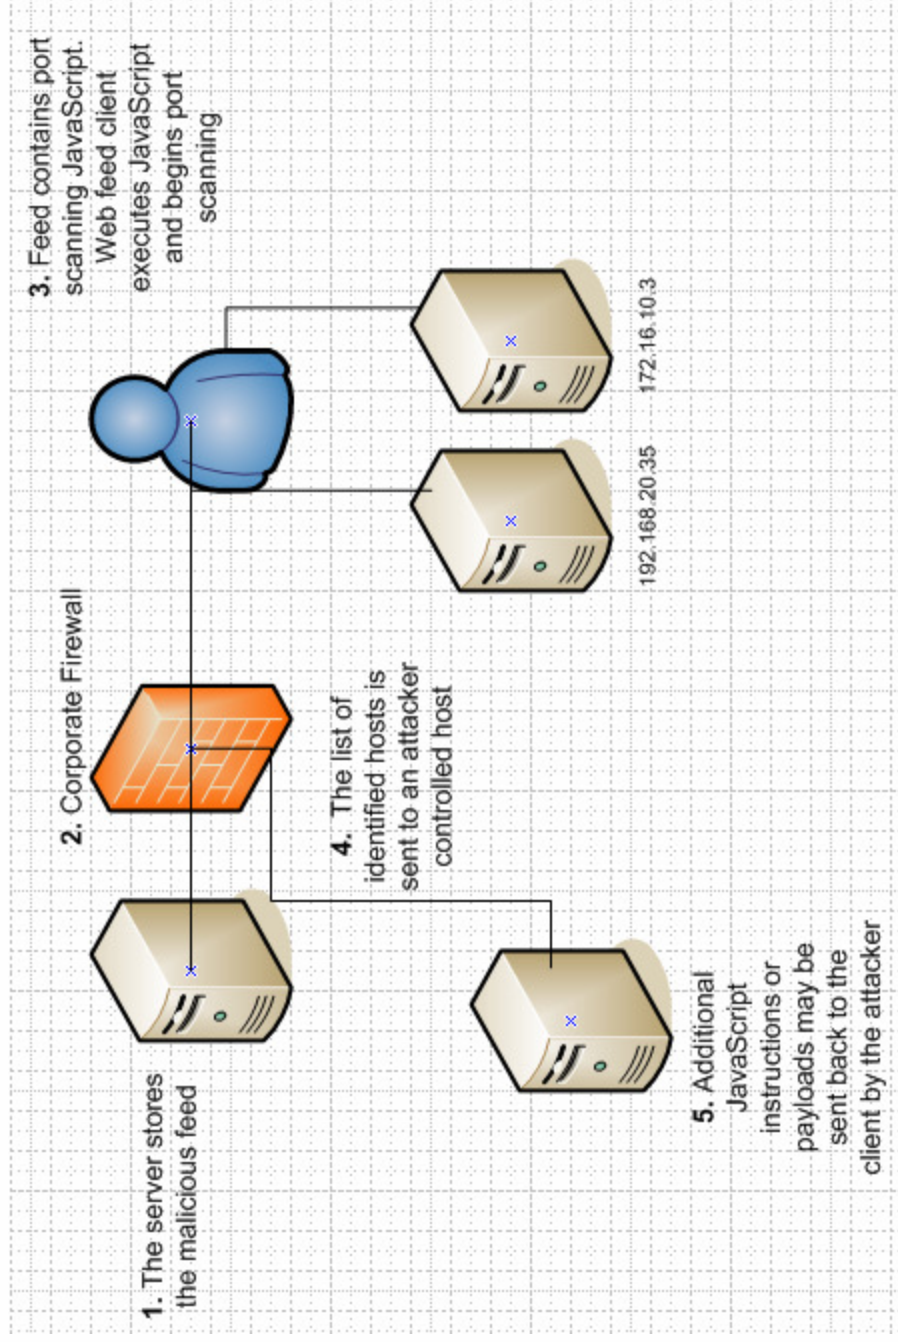 1. The server stores
the malicious feed
2. Corporate Firewall
3. Feed contains port
scanning JavaScript.
Web feed client
executes JavaScript
and begins port
scanning
4. The list of
identified hosts is
sent to an attacker
controlled host
192.168.20.35
172.16.10.3
5. Additional
JavaScript
instructions or
payloads may be
sent back to the
client by the attacker